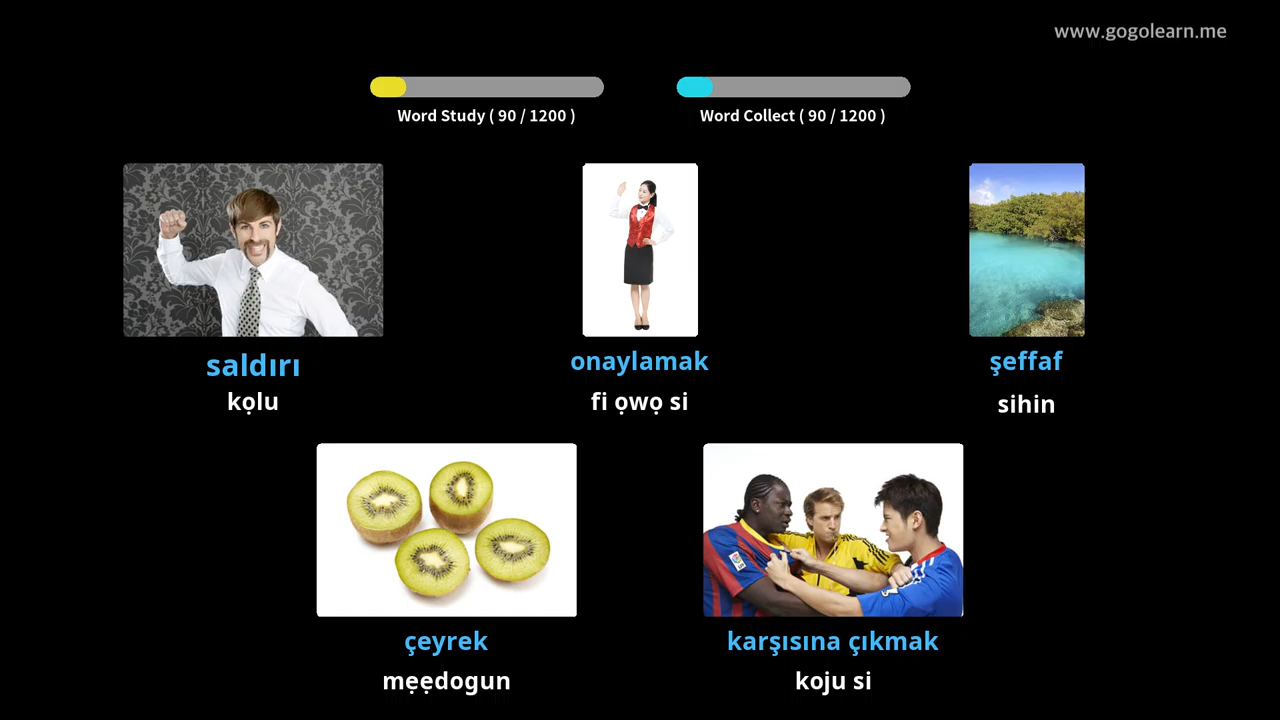 www.gogolearn.me
Word Study ( 90 / 1200 )
Word Collect ( 90 / 1200 )
saldırı
kọlu
onaylamak
fi ọwọ si
şeffaf
sihin
çeyrek
mẹẹdogun
karşısına çıkmak
koju si